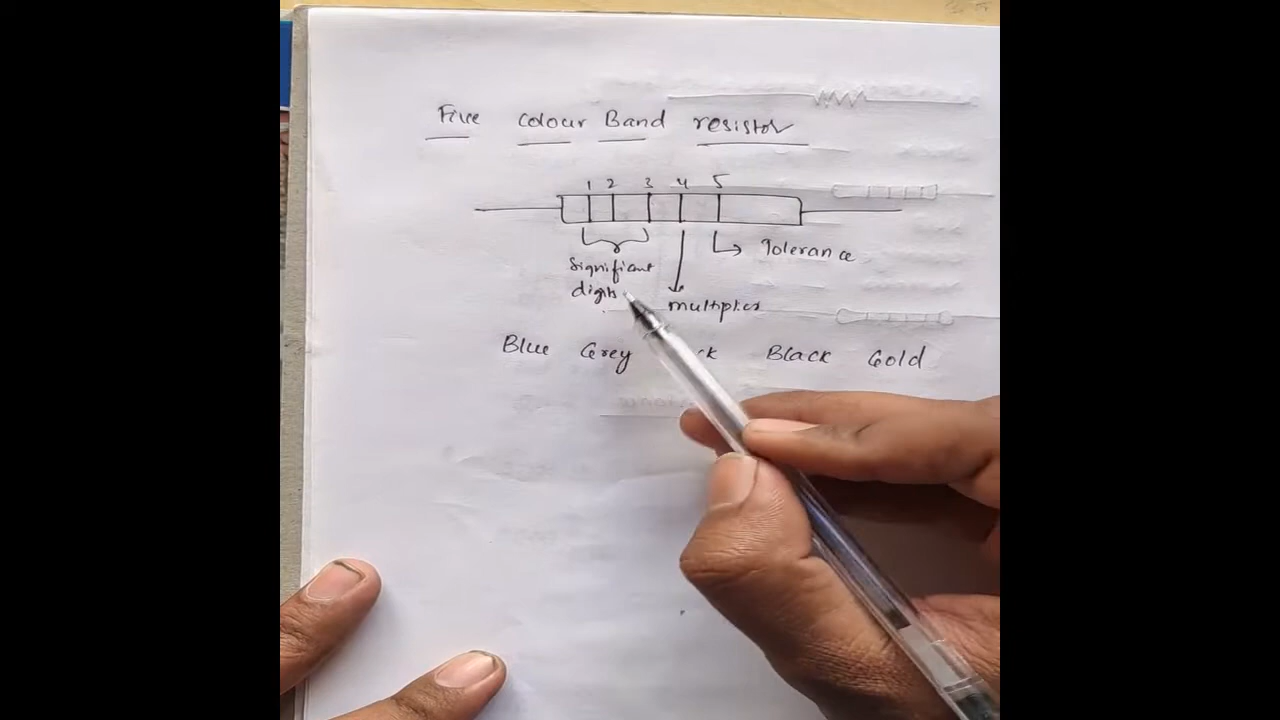 Five colour Band resistor
1 2 3 4 5
Tolerance
Significant
digits
multiplier
Blue Grey Black Gold